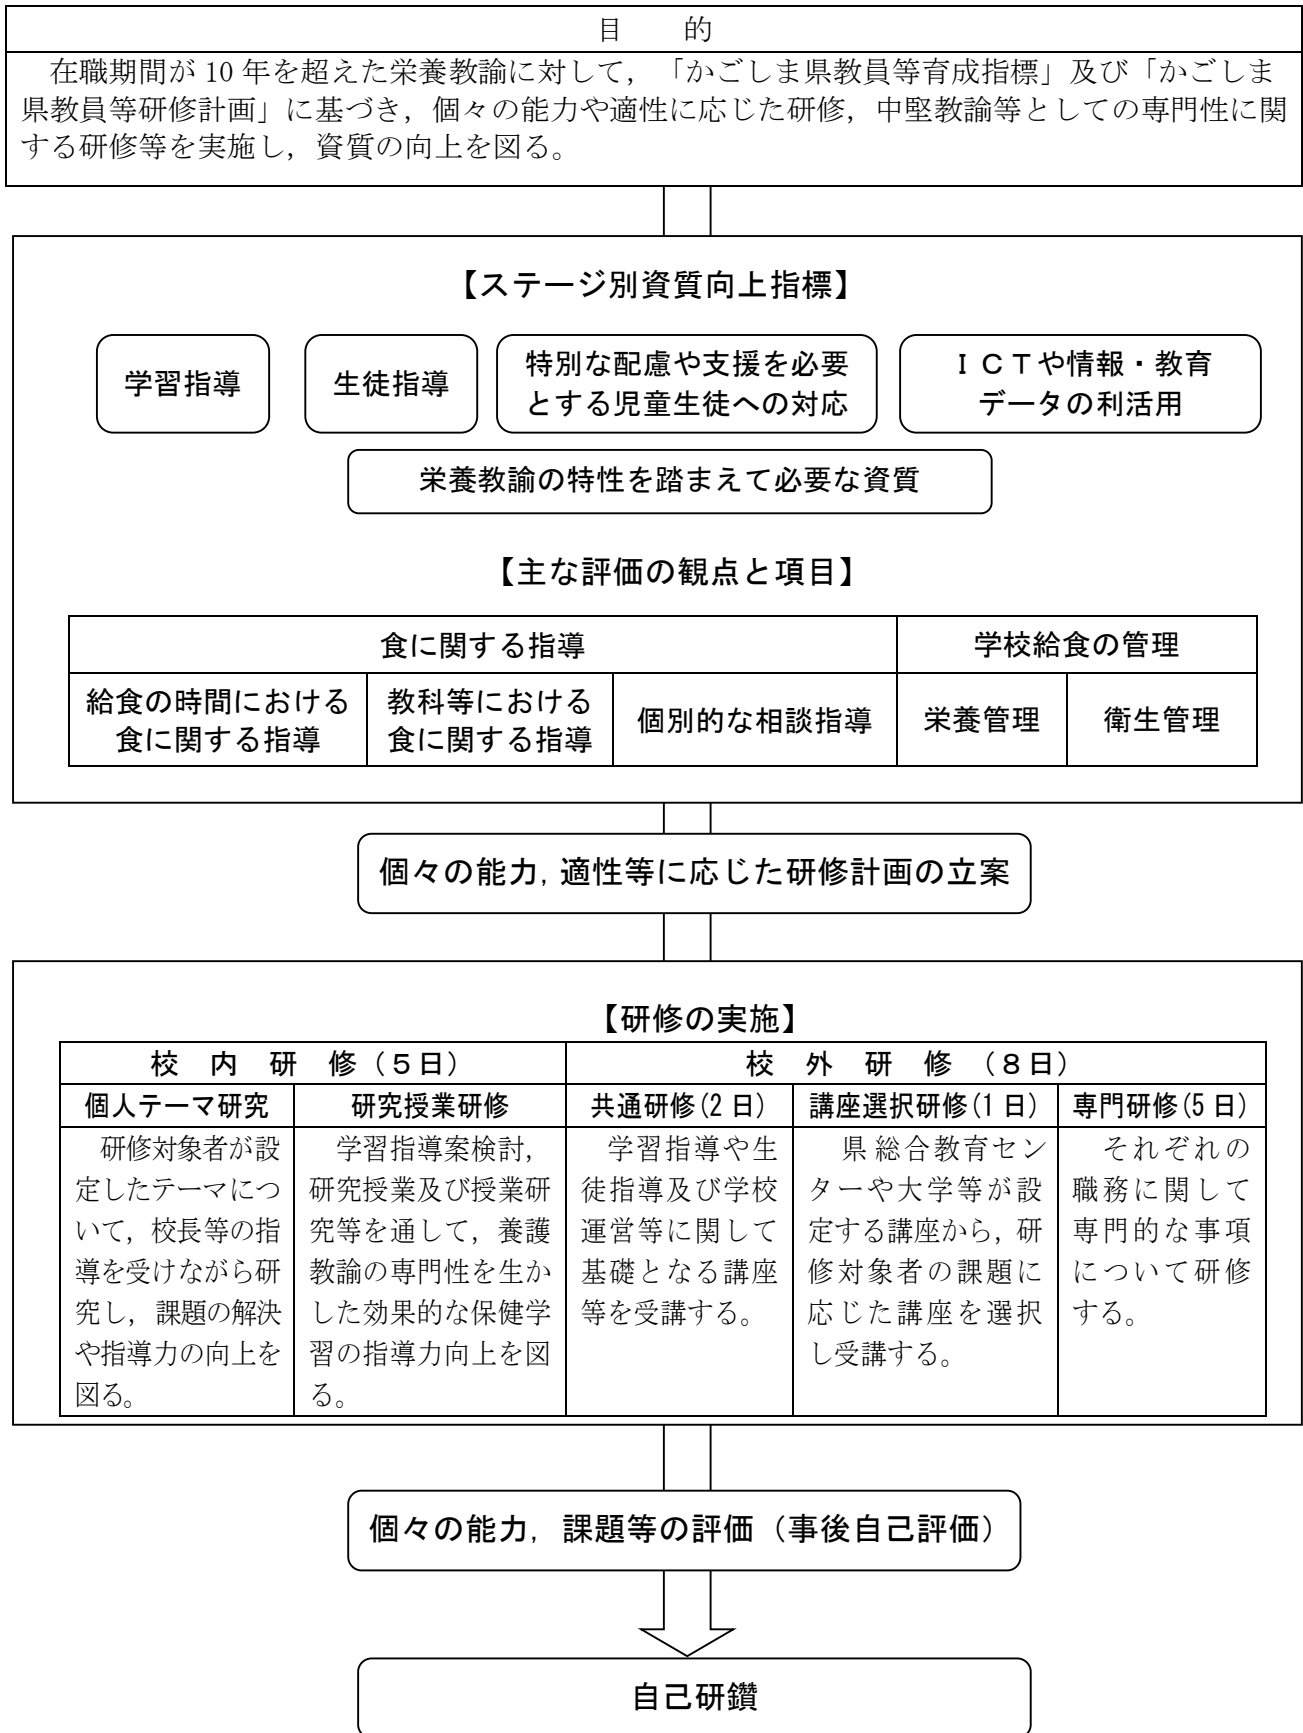 目　　的
在職期間が 10 年を超えた栄養教諭に対して，「かごしま県教員等育成指標」及び「かごしま
県教員等研修計画」に基づき，個々の能力や適性に応じた研修，中堅教諭等としての専門性に関
する研修等を実施し，資質の向上を図る。
【ステージ別資質向上指標】
学習指導
生徒指導
特別な配慮や支援を必要
とする児童生徒への対応
ＩＣＴや情報・教育
データの利活用
栄養教諭の特性を踏まえて必要な資質
【主な評価の観点と項目】
食に関する指導
学校給食の管理
給食の時間における
食に関する指導
教科等における
食に関する指導
個別的な相談指導
栄養管理
衛生管理
個々の能力，適性等に応じた研修計画の立案
【研修の実施】
校　内　研　修（５日）
校　外　研　修　（８日）
個人テーマ研究
研究授業研修
共通研修(2 日)
講座選択研修(1 日)
専門研修(5 日)
研修対象者が設
定したテーマにつ
いて，校長等の指
導を受けながら研
究し，課題の解決
や指導力の向上を
図る。
学習指導案検討，
研究授業及び授業研
究等を通して，養護
教諭の専門性を生か
した効果的な保健学
習の指導力向上を図
る。
学習指導や生
徒指導及び学校
運営等に関して
基礎となる講座
等を受講する。
県総合教育セン
ターや大学等が設
定する講座から，研
修対象者の課題に
応じた講座を選択
し受講する。
それぞれの
職務に関して
専門的な事項
について研修
する。
個々の能力，課題等の評価（事後自己評価）
自己研鑽